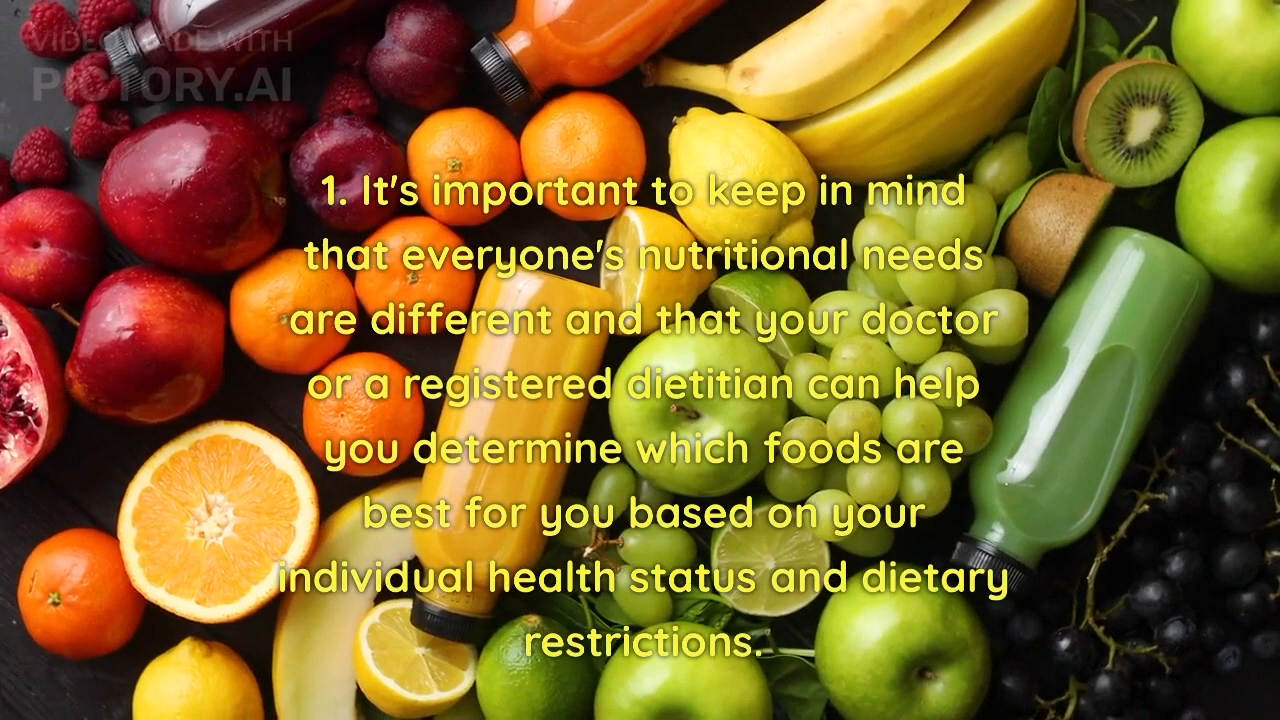 VIDEO MADE WITH
PICTORY.AI
1. It's important to keep in mind
that everyone's nutritional needs
are different and that your doctor
or a registered dietitian can help
you determine which foods are
best for you based on your
individual health status and dietary
restrictions.